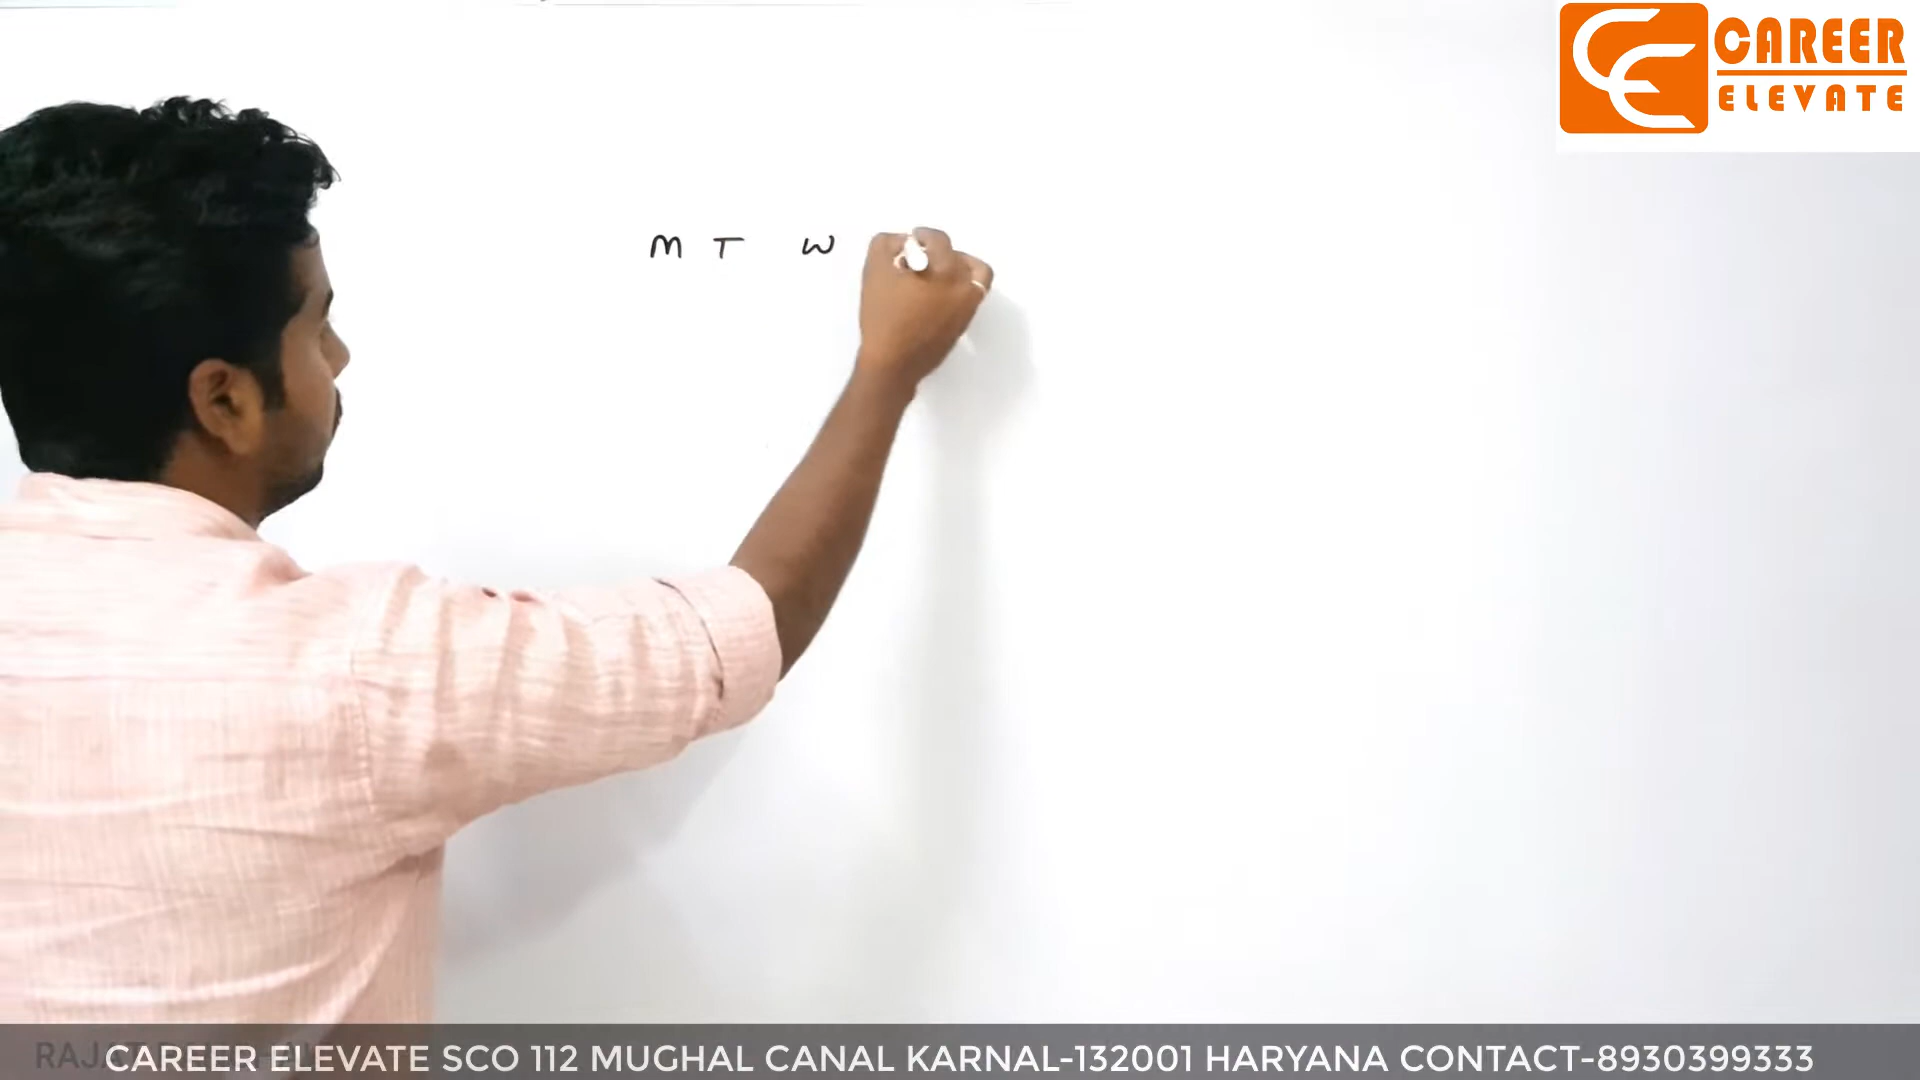 CAREER
ELEVATE
M T W
CAREER ELEVATE SCO 112 MUGHAL CANAL KARNAL-132001 HARYANA CONTACT-8930399333